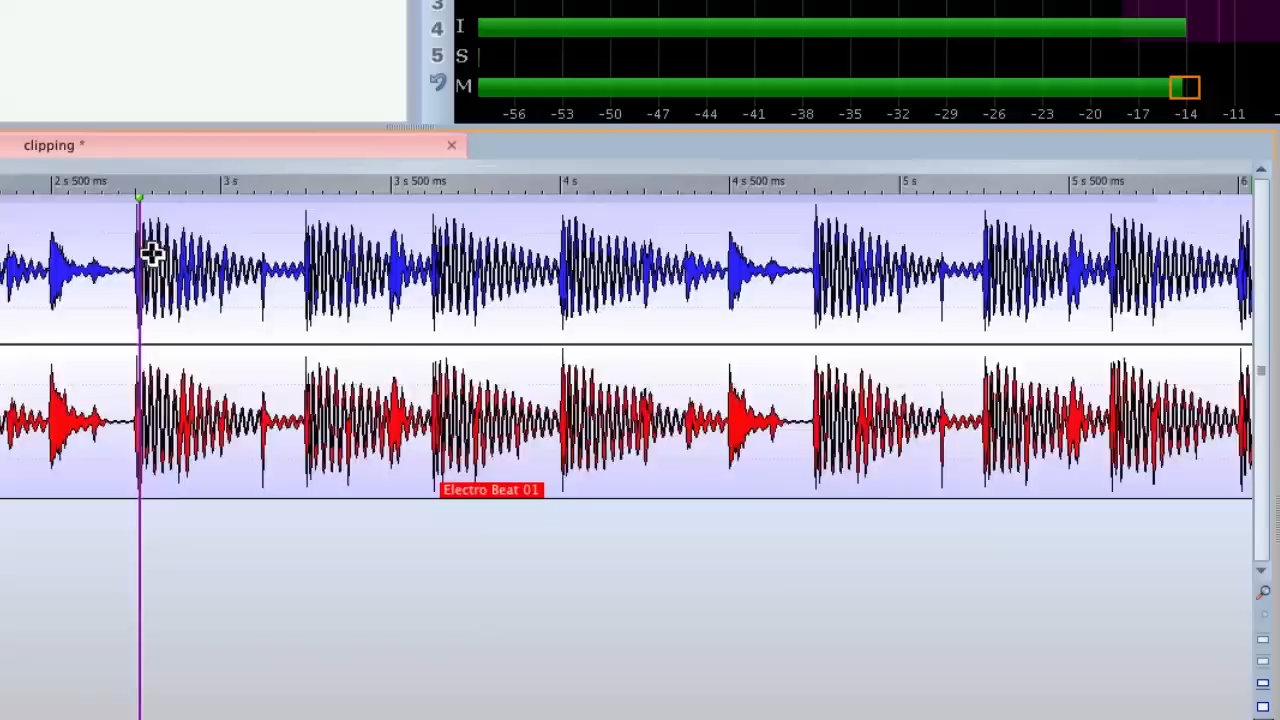 3
4
5
I
S
M
-56 -53 -50 -47 -44 -41 -38 -35 -32 -29 -26 -23 -20 -17 -14 -11
clipping *
2 s 500 ms 3 s 3 s 500 ms 4 s 4 s 500 ms 5 s 5 s 500 ms 6
Electro Beat 01